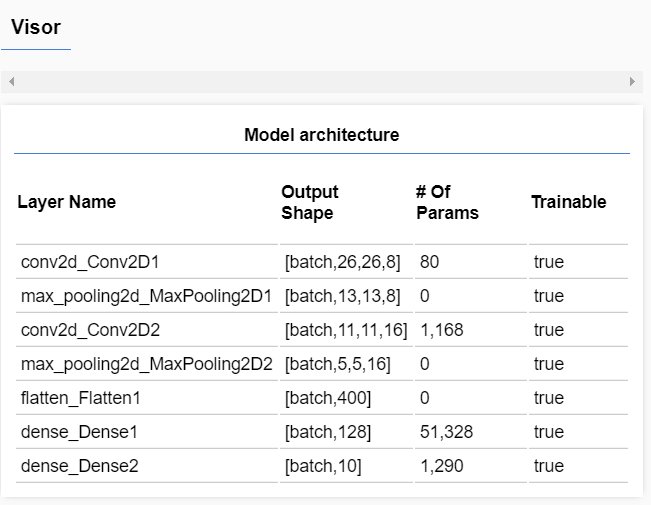 Visor
Model architecture
Layer Name Output Shape # Of Params Trainable
conv2d_Conv2D1 [batch,26,26,8] 80 true
max_pooling2d_MaxPooling2D1 [batch,13,13,8] 0 true
conv2d_Conv2D2 [batch,11,11,16] 1,168 true
max_pooling2d_MaxPooling2D2 [batch,5,5,16] 0 true
flatten_Flatten1 [batch,400] 0 true
dense_Dense1 [batch,128] 51,328 true
dense_Dense2 [batch,10] 1,290 true